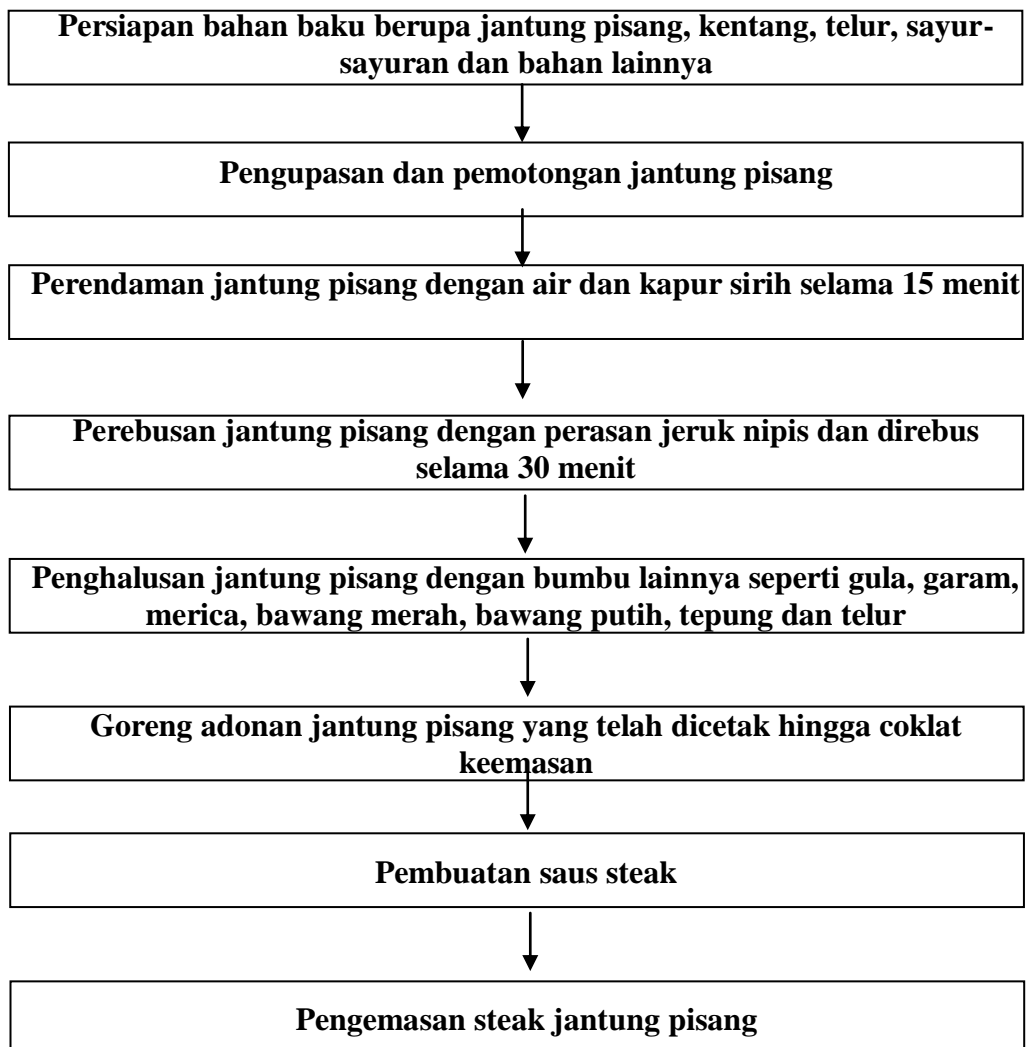 Persiapan bahan baku berupa jantung pisang, kentang, telur, sayur-
sayuran dan bahan lainnya
Pengupasan dan pemotongan jantung pisang
Perendaman jantung pisang dengan air dan kapur sirih selama 15 menit
Perebusan jantung pisang dengan perasan jeruk nipis dan direbus
selama 30 menit
Penghalusan jantung pisang dengan bumbu lainnya seperti gula, garam,
merica, bawang merah, bawang putih, tepung dan telur
Goreng adonan jantung pisang yang telah dicetak hingga coklat
keemasan
Pembuatan saus steak
Pengemasan steak jantung pisang